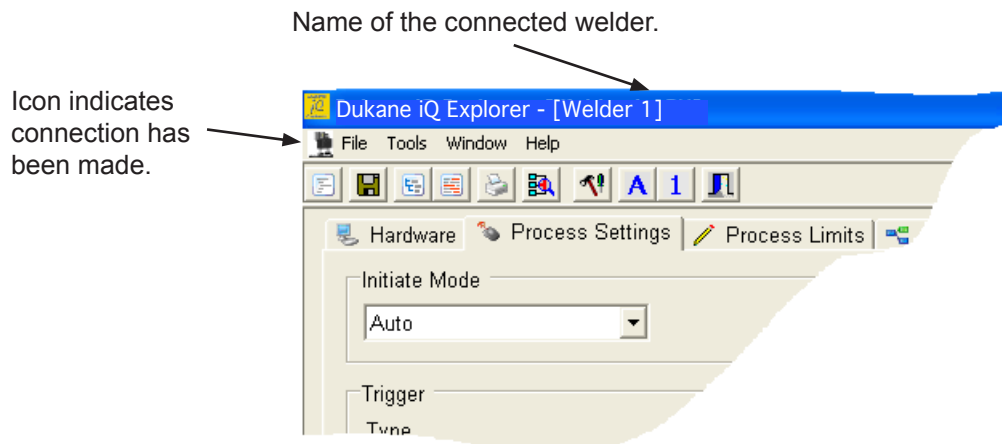 Name of the connected welder.
Icon indicates
connection has
been made.
Dukane iQ Explorer - [Welder 1]
File Tools Window Help
A 1
Hardware Process Settings Process Limits
Initiate Mode
Auto
Trigger
Type